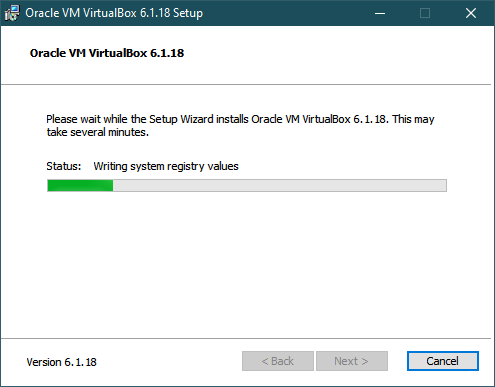 Oracle VM VirtualBox 6.1.18 Setup
Oracle VM VirtualBox 6.1.18
Please wait while the Setup Wizard installs Oracle VM VirtualBox 6.1.18. This may
take several minutes.
Status: Writing system registry values
Version 6.1.18
< Back
Next >
Cancel